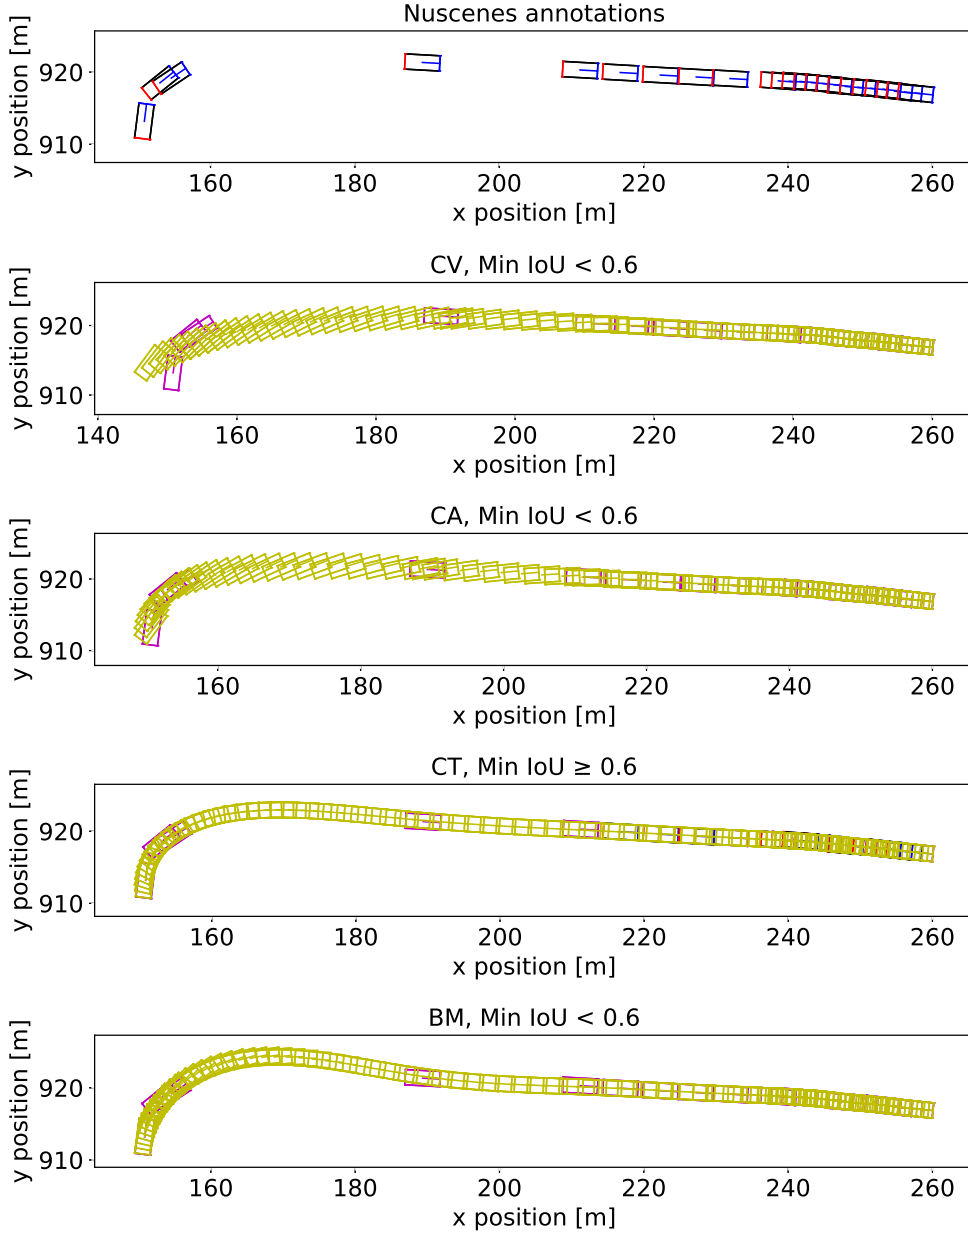 Nuscenes annotations
920
910
y position [m]
160
180
200
220
240
260
x position [m]
CV, Min IoU < 0.6
920
910
y position [m]
140
160
180
200
220
240
260
x position [m]
CA, Min IoU < 0.6
920
910
y position [m]
160
180
200
220
240
260
x position [m]
CT, Min IoU ≥ 0.6
920
910
y position [m]
160
180
200
220
240
260
x position [m]
BM, Min IoU < 0.6
920
910
y position [m]
160
180
200
220
240
260
x position [m]